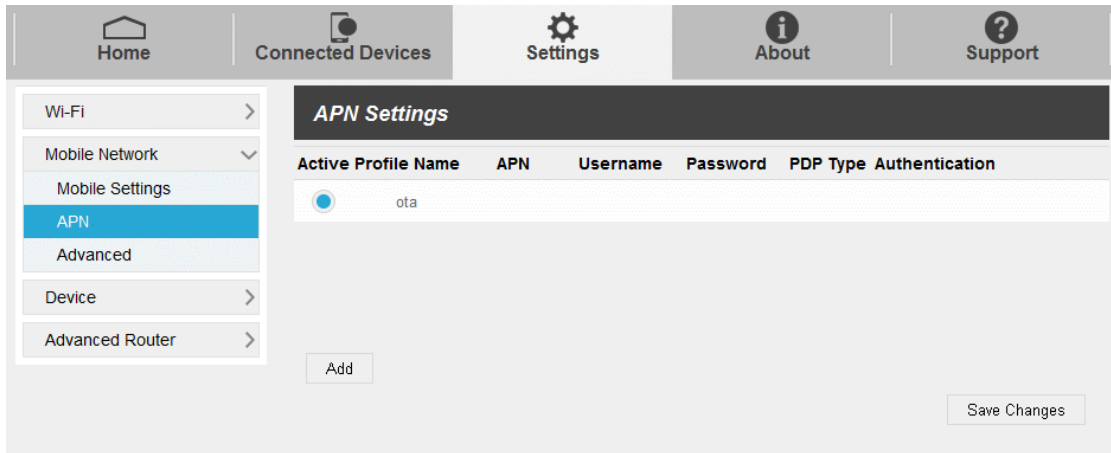 Home Connected Devices Settings About Support
Wi-Fi
APN Settings
Mobile Network
Active Profile Name APN Username Password PDP Type Authentication
Mobile Settings
ota
APN
Advanced
Device
Advanced Router
Add
Save Changes